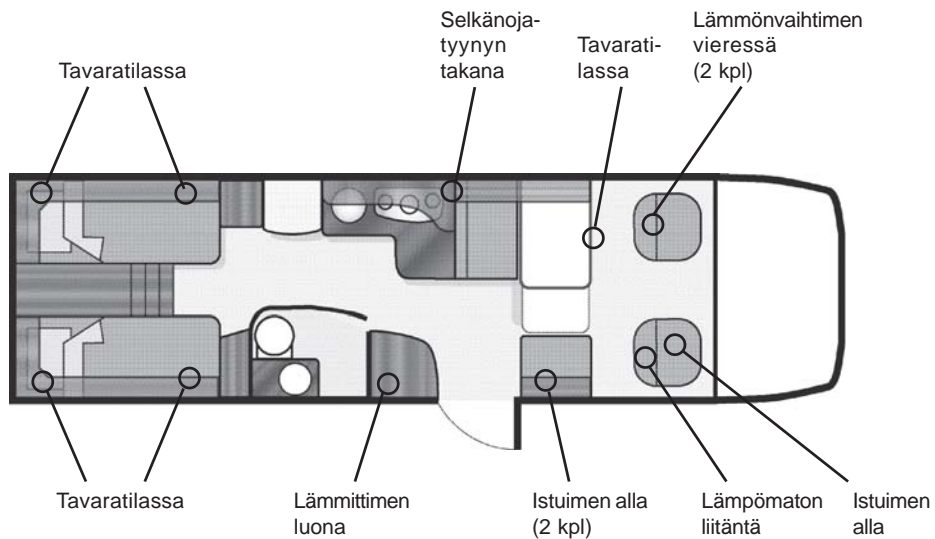 Tavaratilassa
Selkänoja-
tyynyn
takana
Tavarati-
lassa
Lämmönvaihtimen
vieressä
(2 kpl)
Tavaratilassa
Lämmittimen
luona
Istuimen alla
(2 kpl)
Lämpömaton
liitäntä
Istuimen
alla